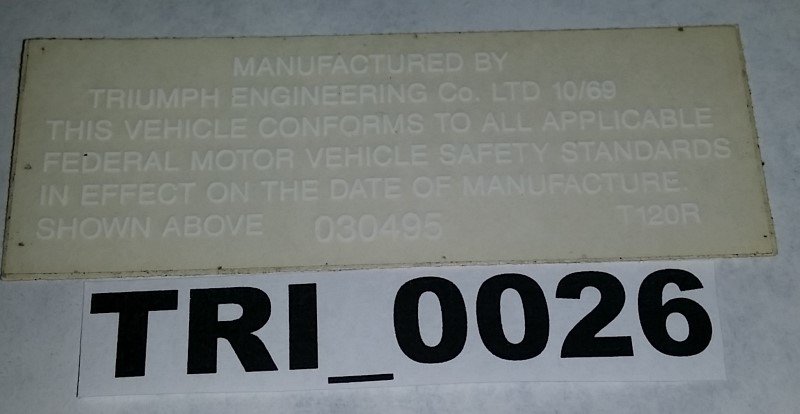 MANUFACTURED BY
TRIUMPH ENGINEERING Co. LTD 10/69
THIS VEHICLE CONFORMS TO ALL APPLICABLE
FEDERAL MOTOR VEHICLE SAFETY STANDARDS
IN EFFECT ON THE DATE OF MANUFACTURE.
SHOWN ABOVE 030495 T120R
TRI_0026